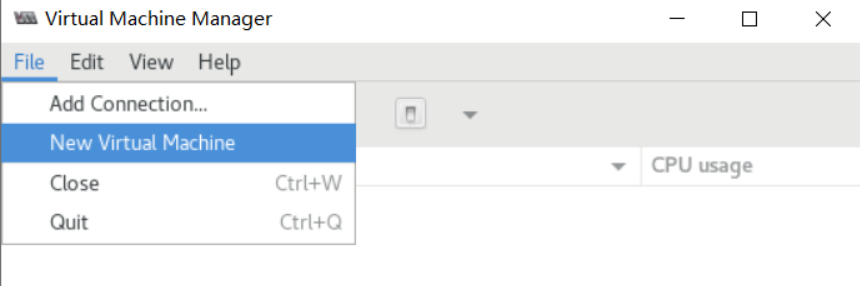 Virtual Machine Manager
File Edit View Help
Add Connection...
New Virtual Machine
CPU usage
Close Ctrl+W
Quit Ctrl+Q